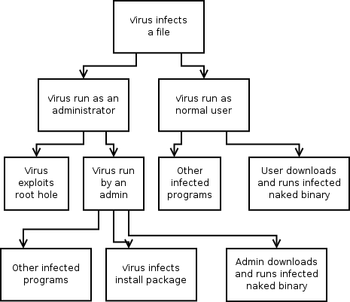 Virus infects
a file
Virus run as an
administrator
Virus run as
normal user
Virus
exploits
root hole
Virus run
by an
admin
Other
infected
programs
User downloads
and runs infected
naked binary
Other infected
programs
Virus infects
install package
Admin downloads
and runs infected
naked binary